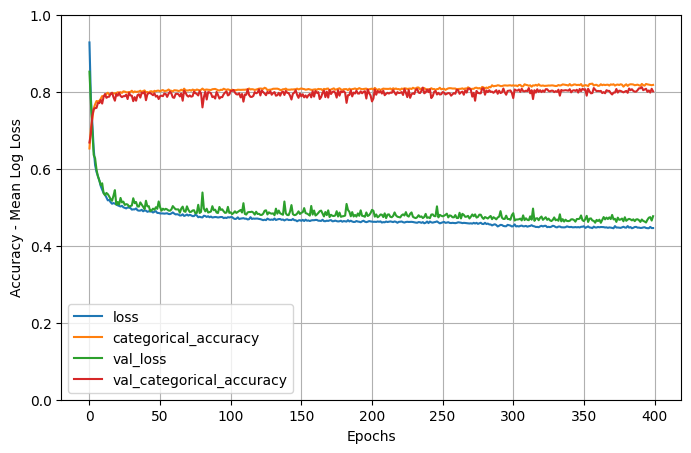 Accuracy - Mean Log Loss
1.0
0.8
0.6
0.4
0.2
0.0
loss
categorical_accuracy
val_loss
val_categorical_accuracy
0 50 100 150 200 250 300 350 400
Epochs